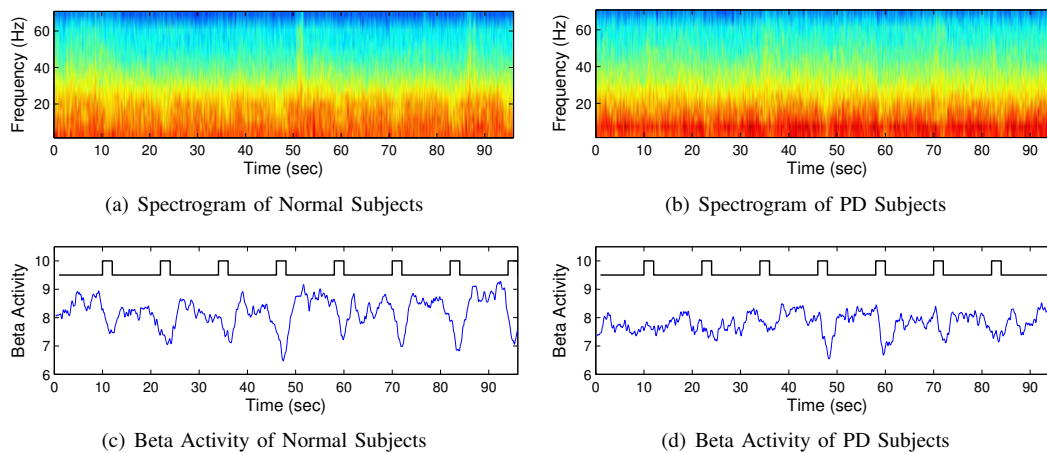 Frequency (Hz)
60
40
20
0 10 20 30 40 50 60 70 80 90
Time (sec)
(a) Spectrogram of Normal Subjects
Frequency (Hz)
60
40
20
0 10 20 30 40 50 60 70 80 90
Time (sec)
(b) Spectrogram of PD Subjects
Beta Activity
10
9
8
7
6
0 10 20 30 40 50 60 70 80 90
Time (sec)
(c) Beta Activity of Normal Subjects
Beta Activity
10
9
8
7
6
0 10 20 30 40 50 60 70 80 90
Time (sec)
(d) Beta Activity of PD Subjects